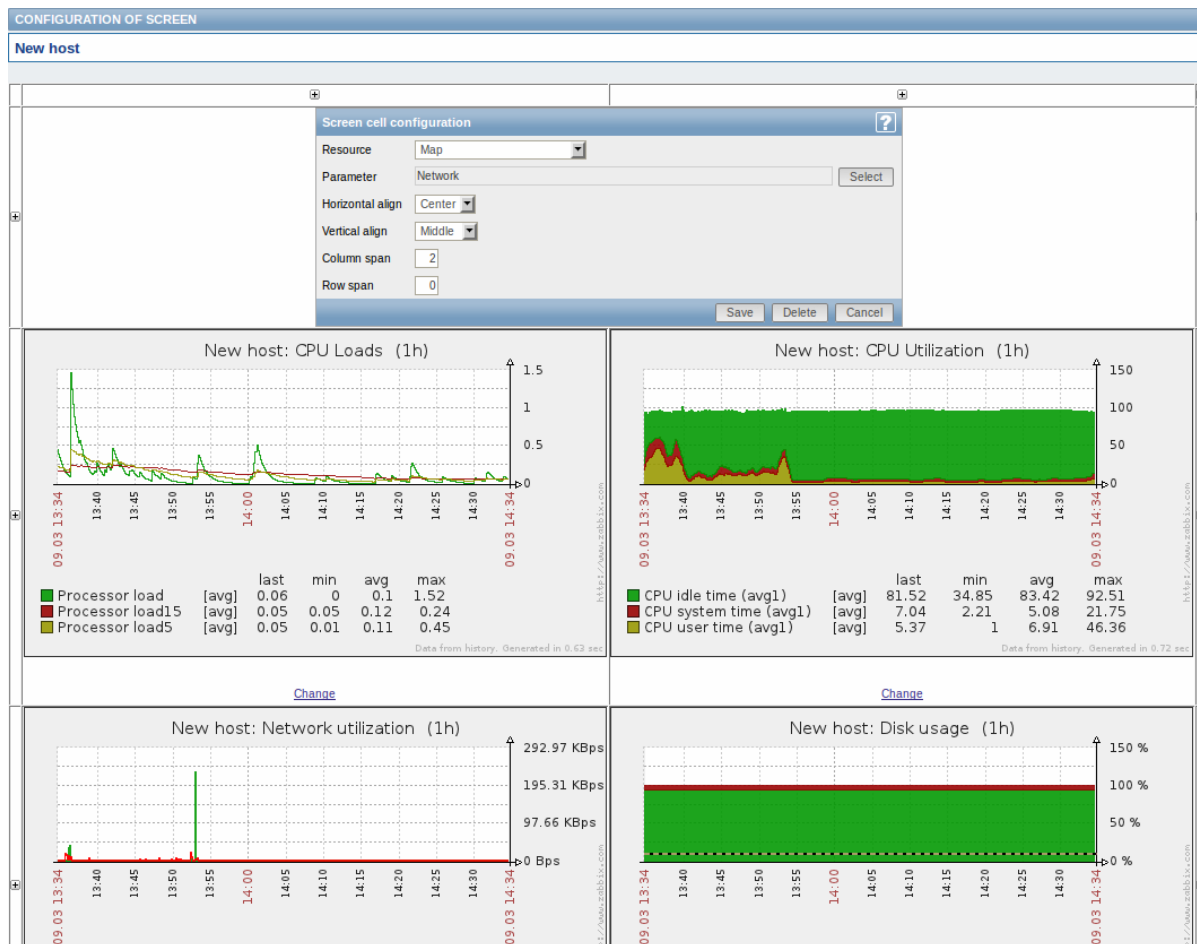 CONFIGURATION OF SCREEN
New host
Screen cell configuration ?
Resource Map
Parameter Network Select
Horizontal align Center
Vertical align Middle
Column span 2
Row span 0
Save Delete Cancel
New host: CPU Loads (1h)
1.5
1
0.5
0
09.03 13:34 13:40 13:45 13:50 13:55 14:00 14:05 14:10 14:15 14:20 14:25 14:30 09.03 14:34
http://www.zabbix.com
last min avg max
Processor load [avg] 0.06 0 0.1 1.52
Processor load15 [avg] 0.05 0.05 0.12 0.24
Processor load5 [avg] 0.05 0.01 0.11 0.45
Data from history. Generated in 0.63 sec
New host: CPU Utilization (1h)
150
100
50
0
09.03 13:34 13:40 13:45 13:50 13:55 14:00 14:05 14:10 14:15 14:20 14:25 14:30 09.03 14:34
http://www.zabbix.com
last min avg max
CPU idle time (avg1) [avg] 81.52 34.85 83.42 92.51
CPU system time (avg1) [avg] 7.04 2.21 5.08 21.75
CPU user time (avg1) [avg] 5.37 1 6.91 46.36
Data from history. Generated in 0.72 sec
Change
Change
New host: Network utilization (1h)
292.97 KBps
195.31 KBps
97.66 KBps
0 Bps
09.03 13:34 13:40 13:45 13:50 13:55 14:00 14:05 14:10 14:15 14:20 14:25 14:30 09.03 14:34
New host: Disk usage (1h)
150 %
100 %
50 %
0 %
09.03 13:34 13:40 13:45 13:50 13:55 14:00 14:05 14:10 14:15 14:20 14:25 14:30 09.03 14:34